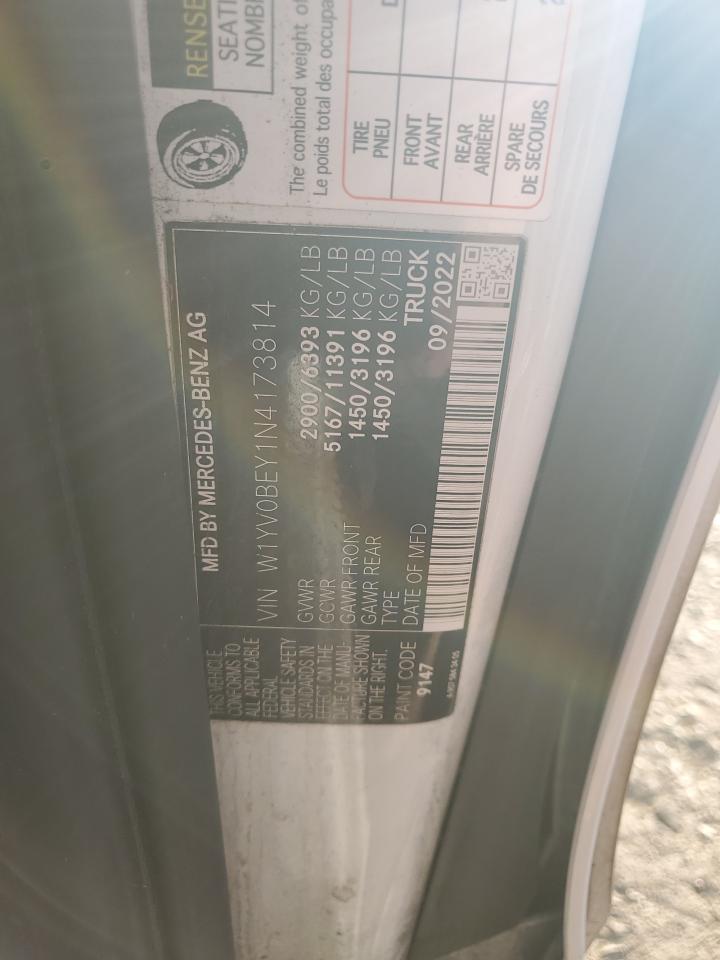 MFD BY MERCEDES-BENZ AG
VIN W1YV0BEY1N4173814
GVWR 2900/6393 KG/LB
GCWR 5167/11391 KG/LB
GAWR FRONT 1450/3196 KG/LB
GAWR REAR 1450/3196 KG/LB
TYPE TRUCK
DATE OF MFD 09/2022
THIS VEHICLE
CONFORMS TO
ALL APPLICABLE
FEDERAL
VEHICLE SAFETY
STANDARDS IN
EFFECT ON THE
DATE OF MANU-
FACTURE SHOWN
ON THE RIGHT.
PAINT CODE
9147
RENSE
SEATI
NOMBR
The combined weight of
Le poids total des occupa
TIRE
PNEU
FRONT
AVANT
REAR
ARRIÈRE
SPARE
DE SECOURS